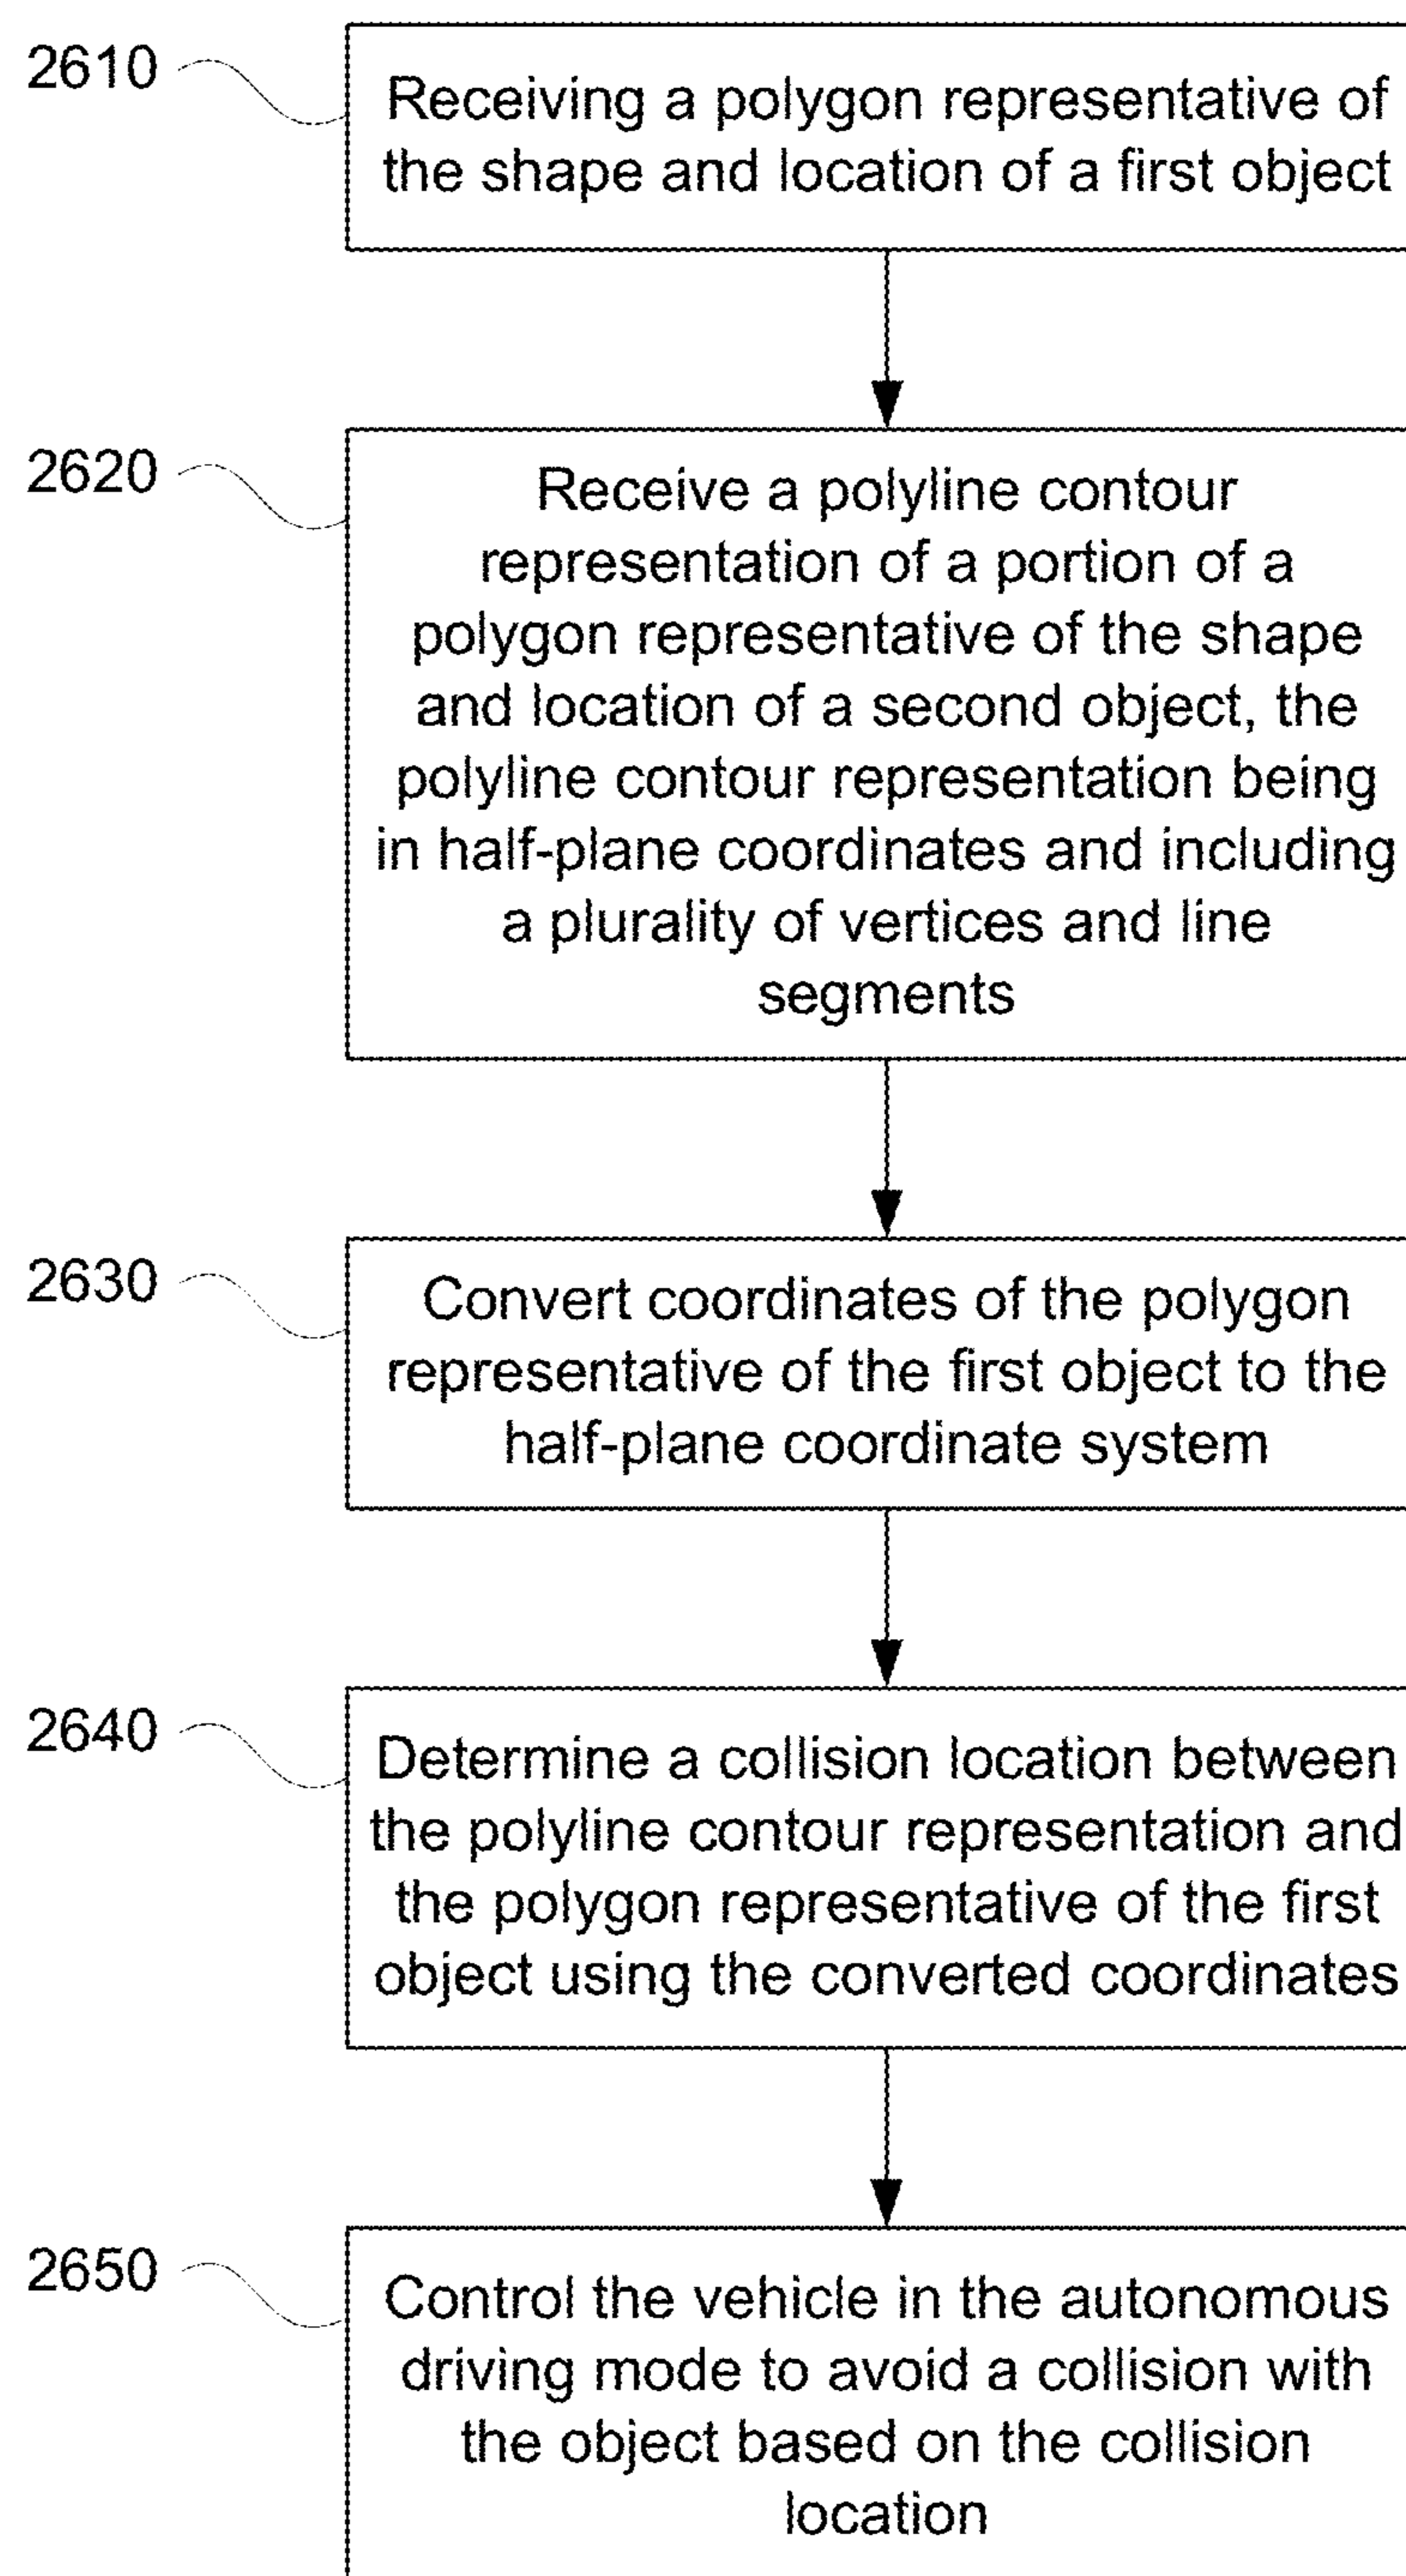 2610
Receiving a polygon representative of
the shape and location of a first object
2620
Receive a polyline contour
representation of a portion of a
polygon representative of the shape
and location of a second object, the
polyline contour representation being
in half-plane coordinates and including
a plurality of vertices and line
segments
2630
Convert coordinates of the polygon
representative of the first object to the
half-plane coordinate system
2640
Determine a collision location between
the polyline contour representation and
the polygon representative of the first
object using the converted coordinates
2650
Control the vehicle in the autonomous
driving mode to avoid a collision with
the object based on the collision
location